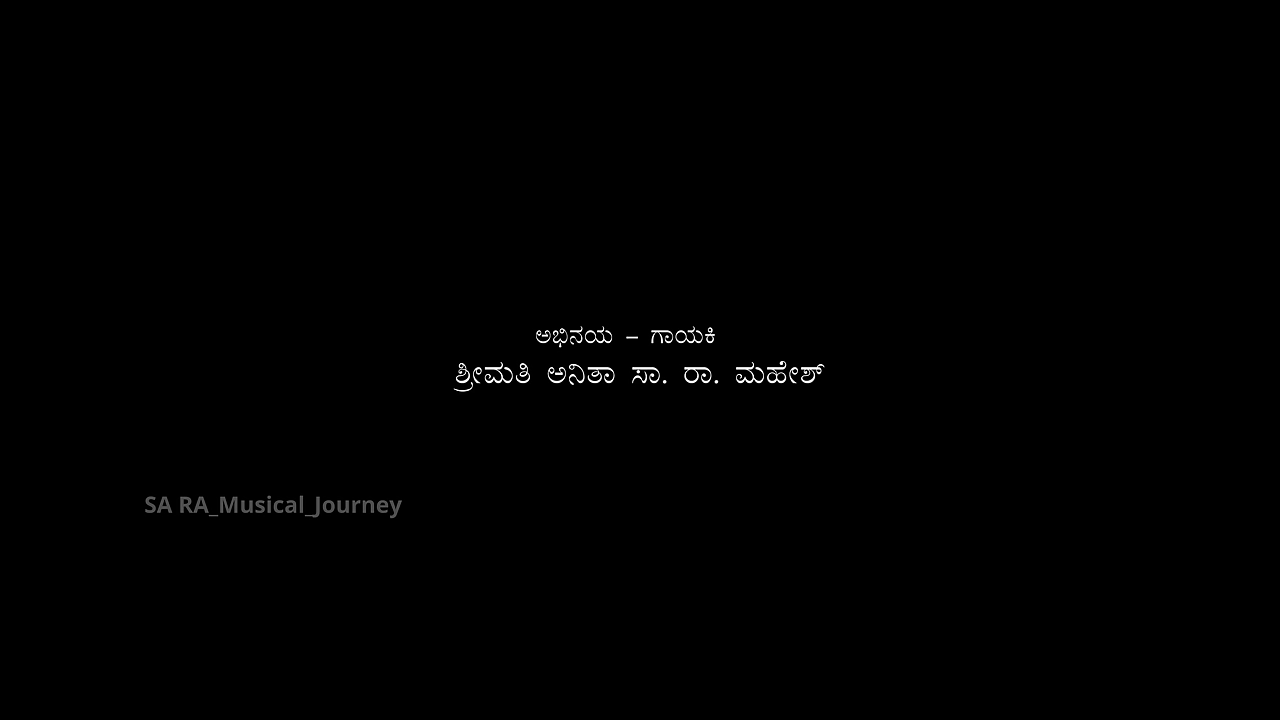 ಅಭಿನಯ – ಗಾಯಕಿ
ಶ್ರೀಮತಿ ಅನಿತಾ ಸಾ. ರಾ. ಮಹೇಶ್
SA RA_Musical_Journey